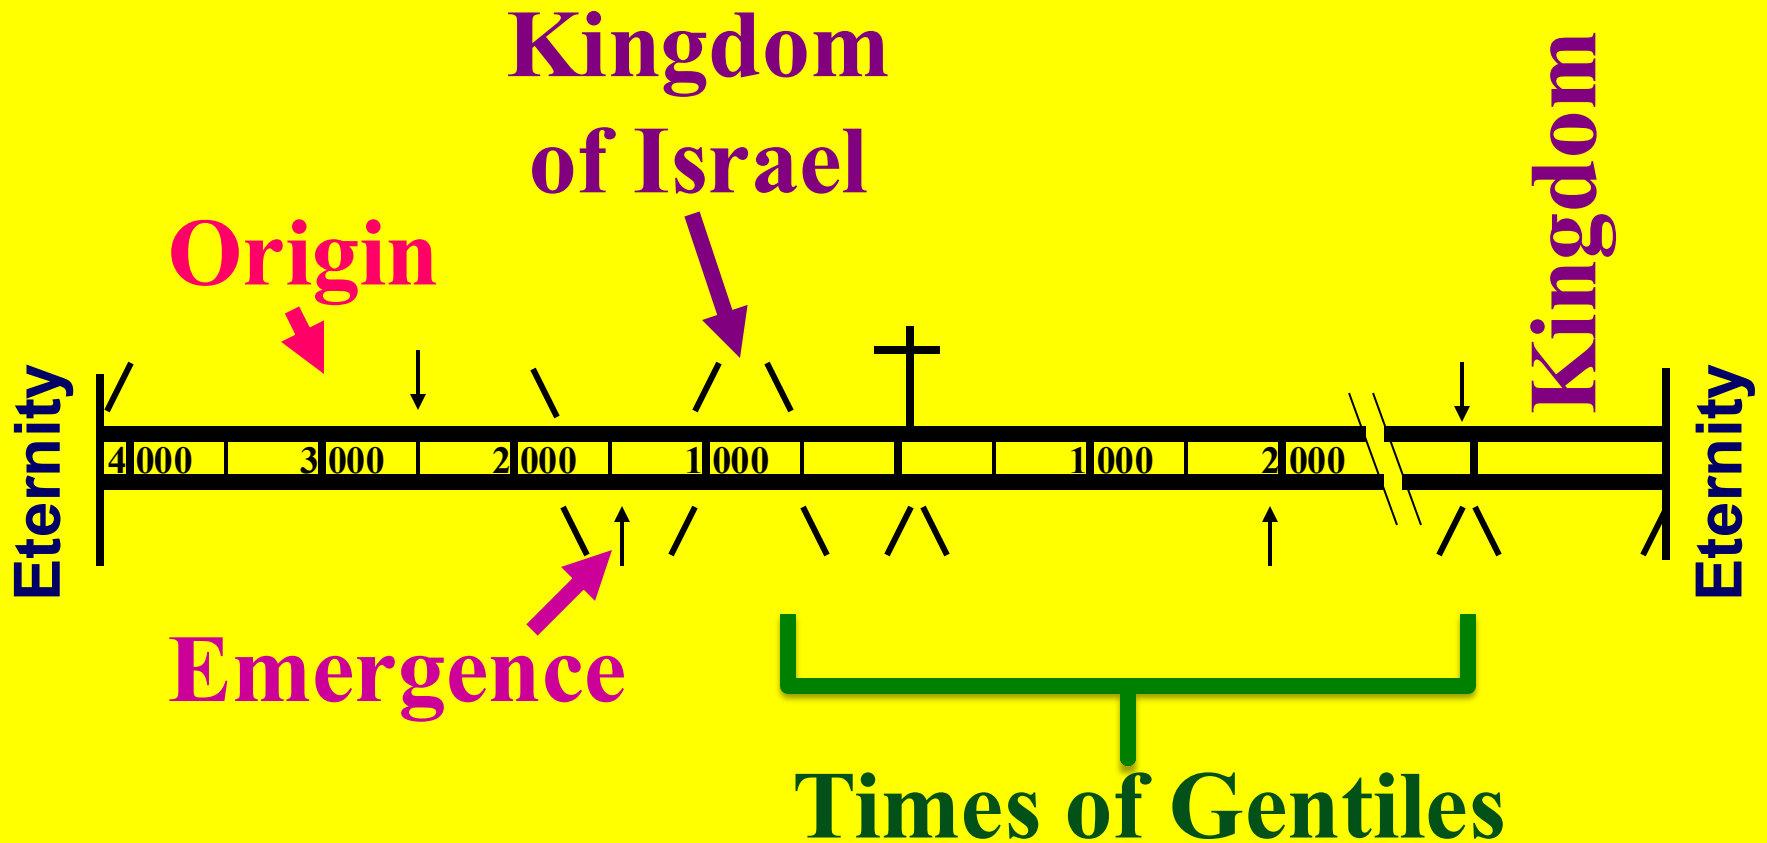 Kingdom
of Israel
Kingdom
Origin
Eternity
4000 3000 2000 1000 1000 2000
Eternity
Emergence
Times of Gentiles